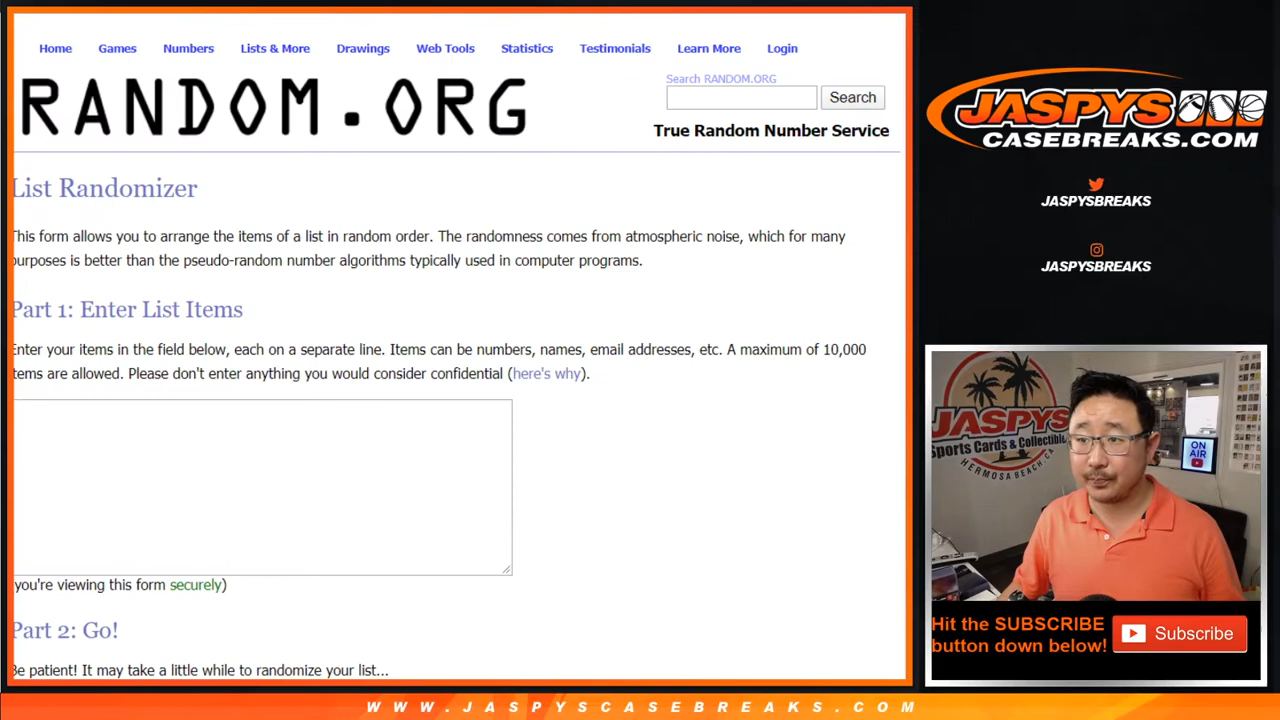 Home Games Numbers Lists & More Drawings Web Tools Statistics Testimonials Learn More Login
RANDOM.ORG
Search RANDOM.ORG
Search
True Random Number Service
List Randomizer
This form allows you to arrange the items of a list in random order. The randomness comes from atmospheric noise, which for many
purposes is better than the pseudo-random number algorithms typically used in computer programs.
Part 1: Enter List Items
Enter your items in the field below, each on a separate line. Items can be numbers, names, email addresses, etc. A maximum of 10,000
items are allowed. Please don't enter anything you would consider confidential (here's why).
you're viewing this form securely)
Part 2: Go!
Be patient! It may take a little while to randomize your list...
JASPYS
CASEBREAKS.COM
JASPYSBREAKS
JASPYSBREAKS
JASPYS
Sports Cards & Collectible
HERMOSA BEACH, CA
ON
AIR
Hit the SUBSCRIBE
button down below!
Subscribe
WWW.JASPYSCASEBREAKS.COM